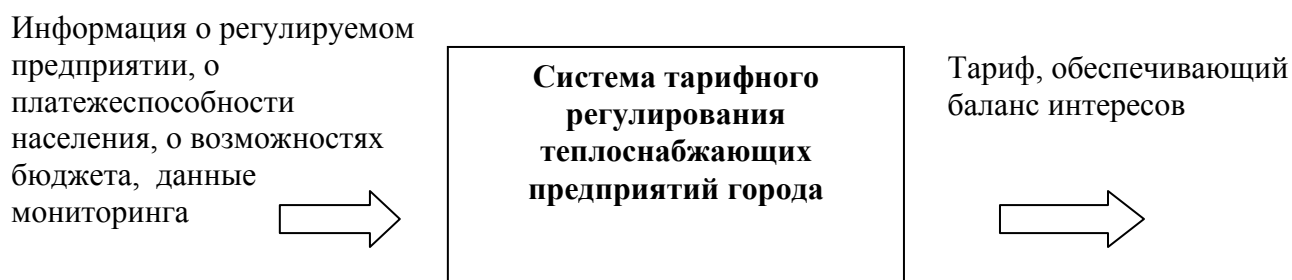 Информация о регулируемом
предприятии, о
платежеспособности
населения, о возможностях
бюджета, данные
мониторинга
Система тарифного
регулирования
теплоснабжающих
предприятий города
Тариф, обеспечивающий
баланс интересов